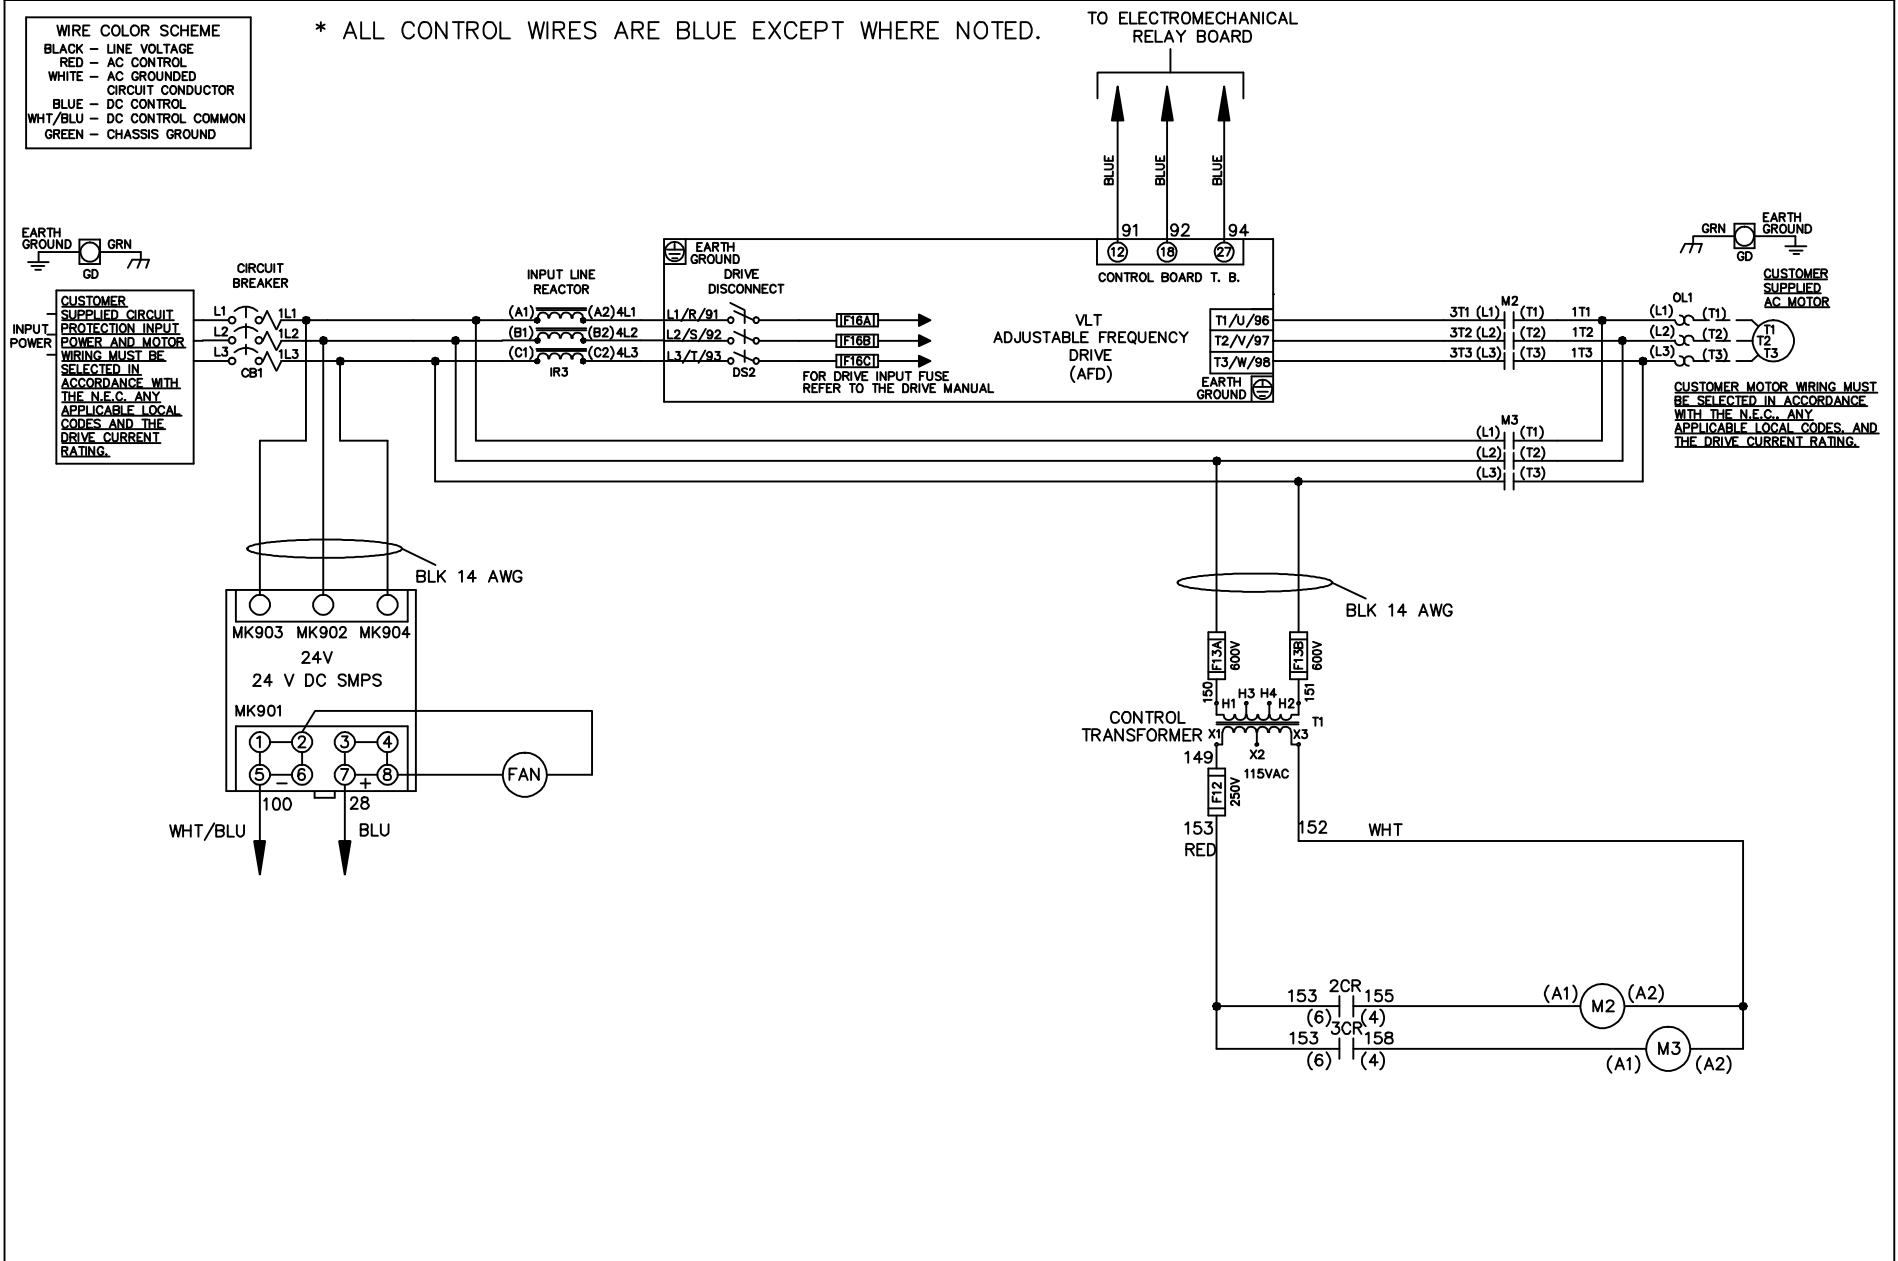 WIRE COLOR SCHEME
BLACK – LINE VOLTAGE
RED – AC CONTROL
WHITE – AC GROUNDED
CIRCUIT CONDUCTOR
BLUE – DC CONTROL
WHT/BLU – DC CONTROL COMMON
GREEN – CHASSIS GROUND
* ALL CONTROL WIRES ARE BLUE EXCEPT WHERE NOTED.
TO ELECTROMECHANICAL
RELAY BOARD
BLUE
BLUE
BLUE
91 92 94
12 18 27
CONTROL BOARD T. B.
EARTH
GROUND
GRN
GD
CIRCUIT
BREAKER
INPUT LINE
REACTOR
EARTH
GROUND
DRIVE
DISCONNECT
GRN
EARTH
GROUND
GD
CUSTOMER
SUPPLIED
AC MOTOR
INPUT
POWER
CUSTOMER
SUPPLIED CIRCUIT
PROTECTION INPUT
POWER AND MOTOR
WIRING MUST BE
SELECTED IN
ACCORDANCE WITH
THE N.E.C. ANY
APPLICABLE LOCAL
CODES AND THE
DRIVE CURRENT
RATING.
L1 1L1 (A1) (A2) 4L1 L1/R/91 F16A
L2 1L2 (B1) (B2) 4L2 L2/S/92 F16B
L3 1L3 (C1) (C2) 4L3 L3/T/93 F16C
CB1 IR3 DS2
FOR DRIVE INPUT FUSE
REFER TO THE DRIVE MANUAL
VLT
ADJUSTABLE FREQUENCY
DRIVE
(AFD)
T1/U/96
T2/V/97
T3/W/98
EARTH
GROUND
M2
3T1 (L1) (T1) 1T1
3T2 (L2) (T2) 1T2
3T3 (L3) (T3) 1T3
OL1
(L1) (T1) T1
(L2) (T2) T2
(L3) (T3) T3
CUSTOMER MOTOR WIRING MUST
BE SELECTED IN ACCORDANCE
WITH THE N.E.C., ANY
APPLICABLE LOCAL CODES, AND
THE DRIVE CURRENT RATING.
M3
(L1) (T1)
(L2) (T2)
(L3) (T3)
BLK 14 AWG
MK903 MK902 MK904
24V
24 V DC SMPS
MK901
1 2 3 4
5 – 6 7 + 8
FAN
100 28
WHT/BLU BLU
BLK 14 AWG
F13A 600V
F13B 600V
150 151
H1 H3 H4 H2
CONTROL
TRANSFORMER
T1
X1 X2 X3
149 115VAC
F12 250V
153 152 WHT
RED
2CR
153 155 (A1) M2 (A2)
(6) (4)
3CR
153 158 M3
(6) (4) (A1) (A2)